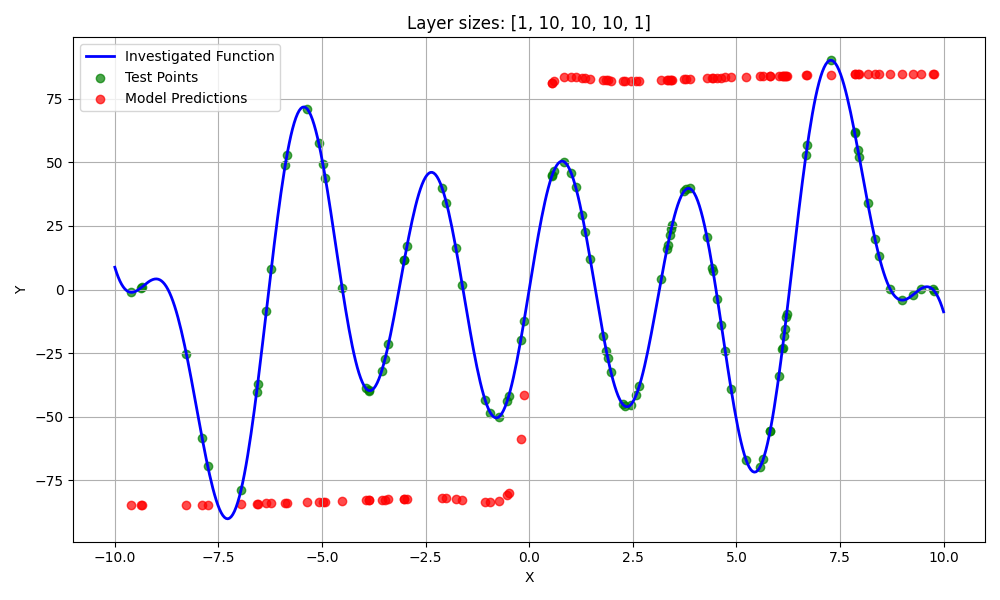 Layer sizes: [1, 10, 10, 10, 1]
Investigated Function
Test Points
Model Predictions
Y
75
50
25
0
−25
−50
−75
−10.0 −7.5 −5.0 −2.5 0.0 2.5 5.0 7.5 10.0
X